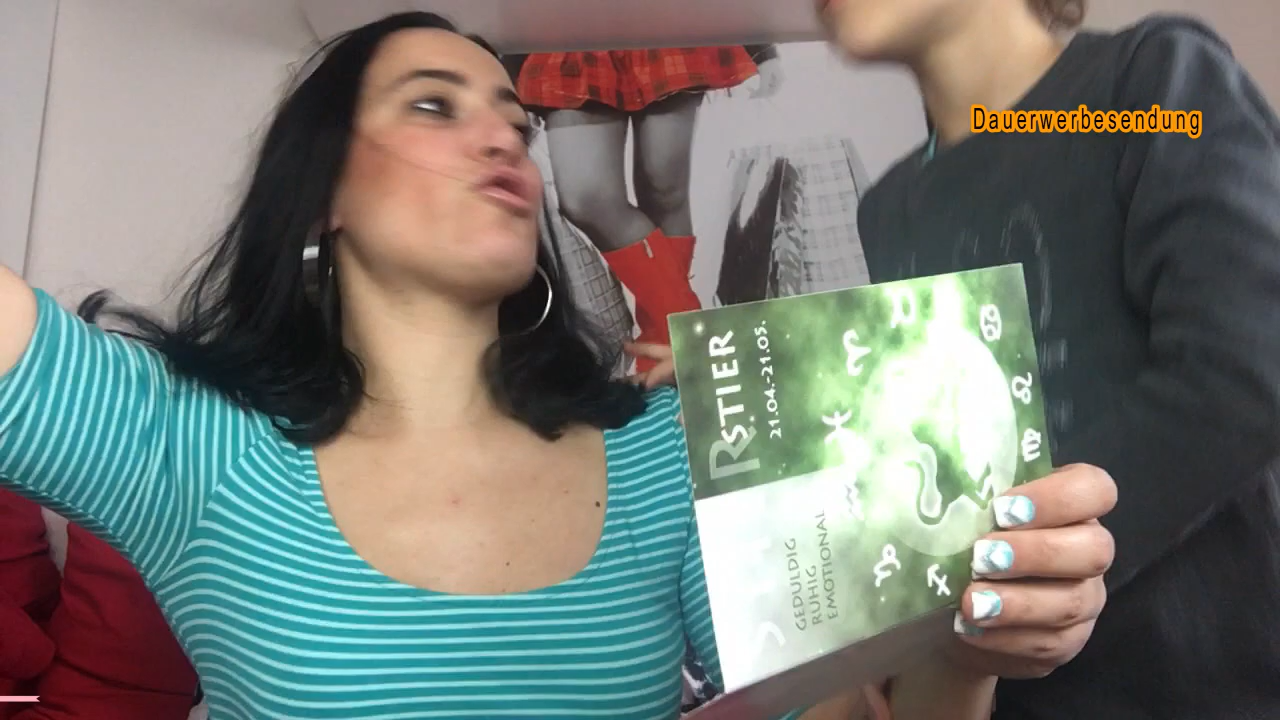 Dauerwerbesendung
STIER
21.04.-21.05.
GEDULDIG
RUHIG
EMOTIONAL